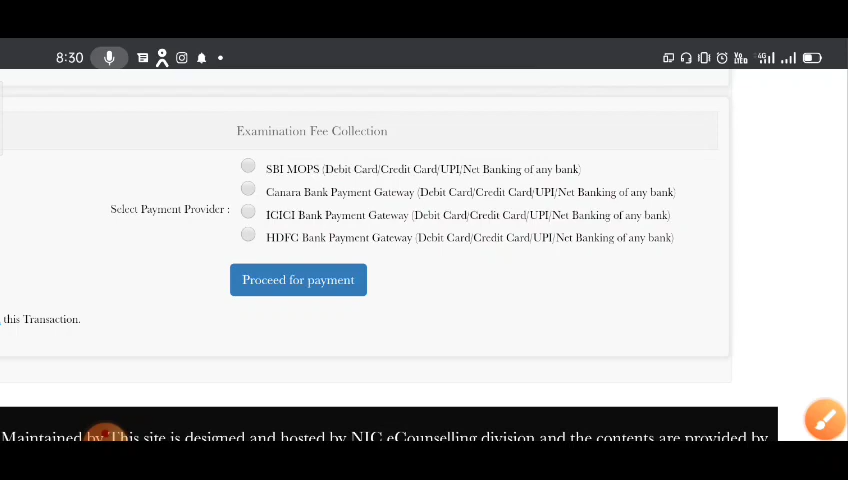 8:30
4G
Examination Fee Collection
SBI MOPS (Debit Card/Credit Card/UPI/Net Banking of any bank)
Canara Bank Payment Gateway (Debit Card/Credit Card/UPI/Net Banking of any bank)
Select Payment Provider :
ICICI Bank Payment Gateway (Debit Card/Credit Card/UPI/Net Banking of any bank)
HDFC Bank Payment Gateway (Debit Card/Credit Card/UPI/Net Banking of any bank)
Proceed for payment
this Transaction.
Maintained by This site is designed and hosted by NIC eCounselling division and the contents are provided by